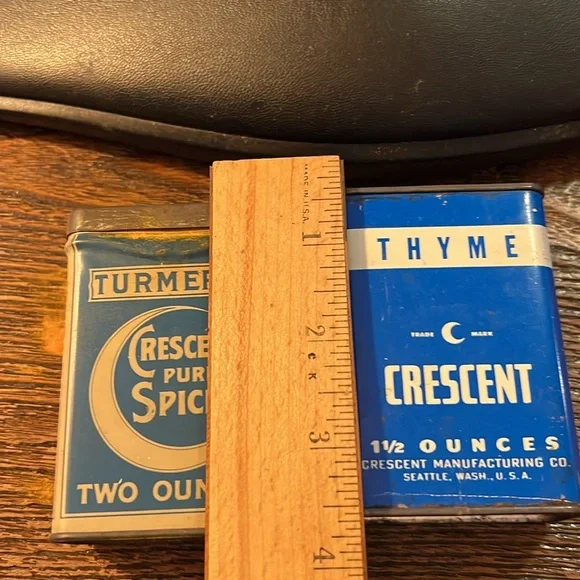 TURMER
CRESCE
PUR
SPIC
TWO OUN
MADE IN U.S.A.
1
2
C K
3
4
THYME
TRADE MARK
CRESCENT
1½ OUNCES
CRESCENT MANUFACTURING CO.
SEATTLE, WASH., U.S.A.